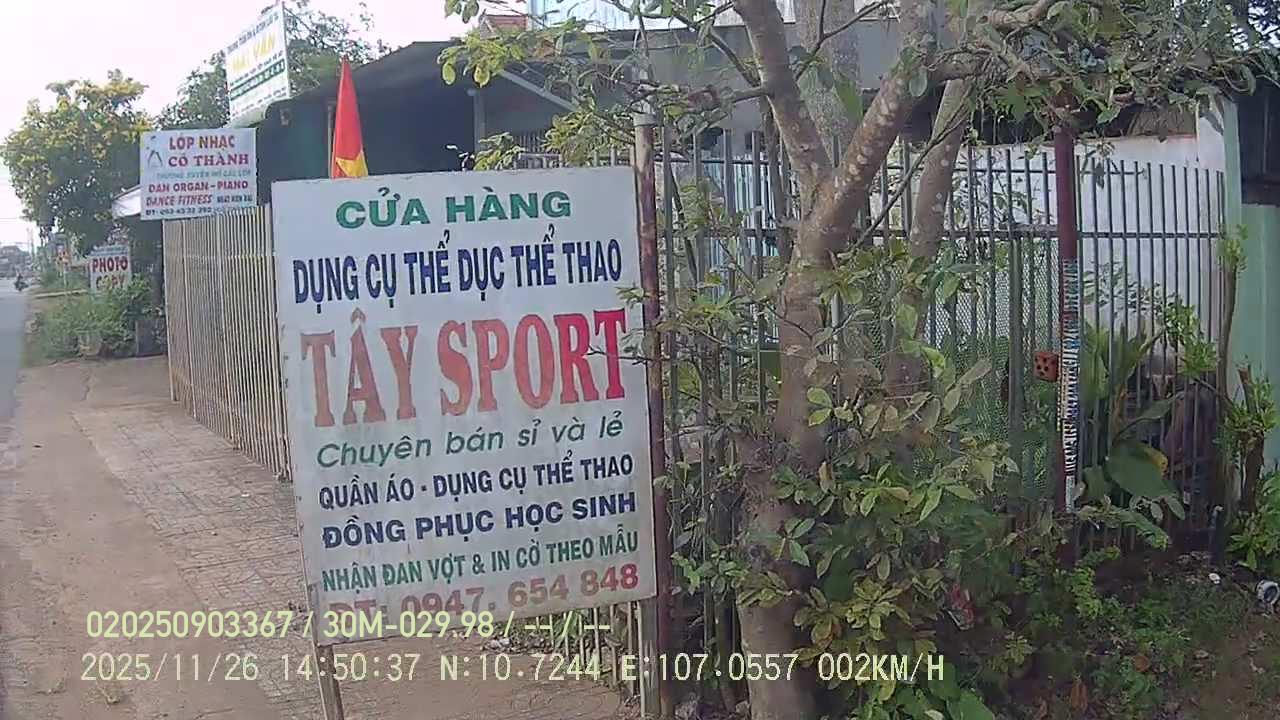 LỚP NHẠC
CÔ THÀNH
ĐÀN ORGAN - PIANO
DANCE FITNESS
PHOTO
COPY
CỬA HÀNG
DỤNG CỤ THỂ DỤC THỂ THAO
TÂY SPORT
Chuyên bán sỉ và lẻ
QUẦN ÁO - DỤNG CỤ THỂ THAO
ĐỒNG PHỤC HỌC SINH
NHẬN ĐAN VỢT & IN CỜ THEO MẪU
ĐT: 0947. 654 848
020250903367 / 30M-029.98 / --/--
2025/11/26 14:50:37 N:10.7244 E:107.0557 002KM/H